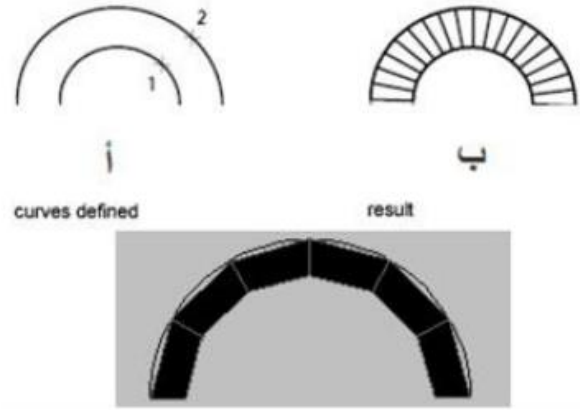 2
1
أ
ب
curves defined
result